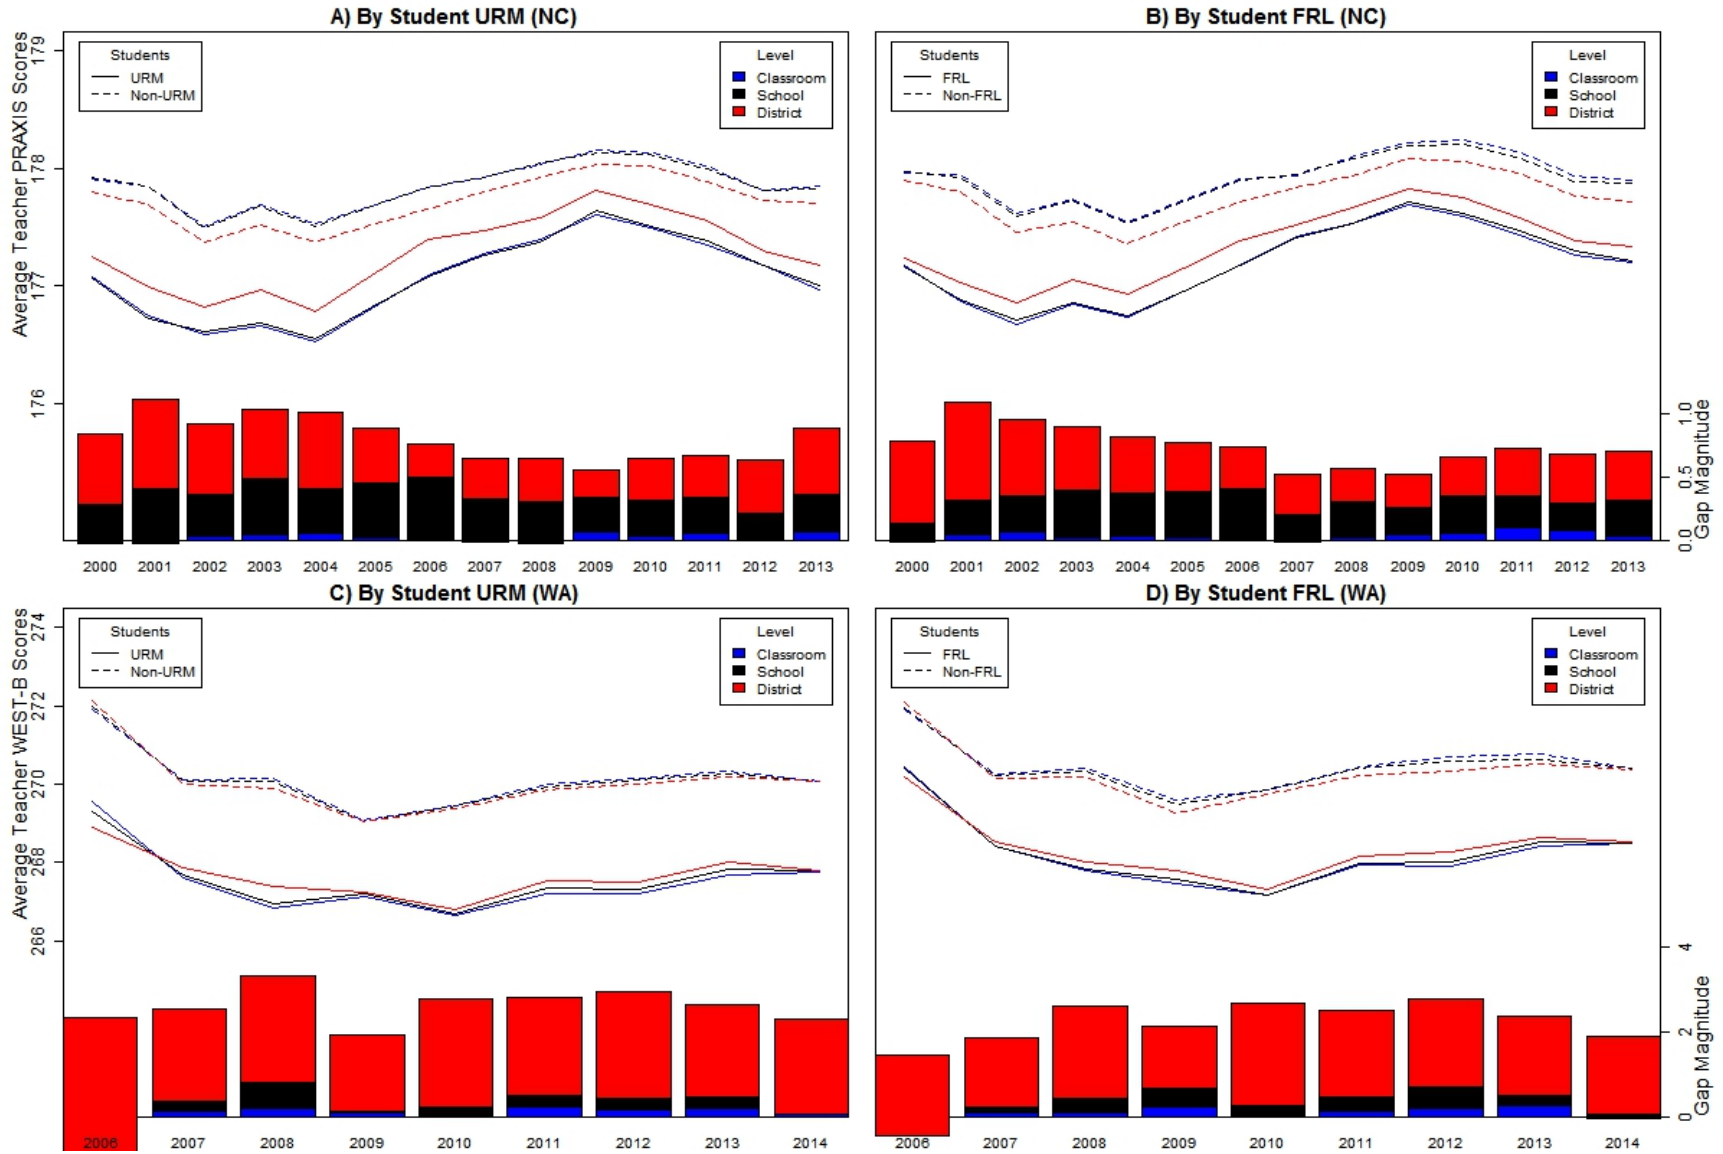 A) By Student URM (NC)
Average Teacher PRAXIS Scores
179
178
177
176
Students
URM
Non-URM
Level
Classroom
School
District
2000 2001 2002 2003 2004 2005 2006 2007 2008 2009 2010 2011 2012 2013
B) By Student FRL (NC)
Students
FRL
Non-FRL
Level
Classroom
School
District
1.0
0.5
0.0
Gap Magnitude
2000 2001 2002 2003 2004 2005 2006 2007 2008 2009 2010 2011 2012 2013
C) By Student URM (WA)
Average Teacher WEST-B Scores
274
272
270
268
266
Students
URM
Non-URM
Level
Classroom
School
District
2006 2007 2008 2009 2010 2011 2012 2013 2014
D) By Student FRL (WA)
Students
FRL
Non-FRL
Level
Classroom
School
District
4
2
0
Gap Magnitude
2006 2007 2008 2009 2010 2011 2012 2013 2014